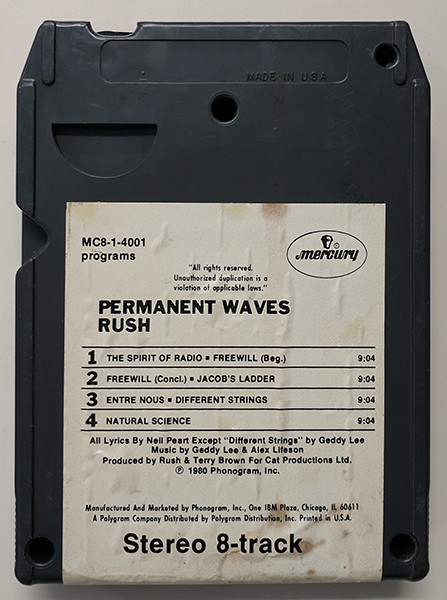 MADE IN U.S.A
MC8-1-4001
programs
mercury
®
"All rights reserved.
Unauthorized duplication is a
violation of applicable laws."
PERMANENT WAVES
RUSH
1 THE SPIRIT OF RADIO ▪ FREEWILL (Beg.) 9:04
2 FREEWILL (Concl.) ▪ JACOB'S LADDER 9:04
3 ENTRE NOUS ▪ DIFFERENT STRINGS 9:04
4 NATURAL SCIENCE 9:04
All Lyrics By Neil Peart Except "Different Strings" by Geddy Lee
Music by Geddy Lee & Alex Lifeson
Produced by Rush & Terry Brown For Cat Productions Ltd.
℗ 1980 Phonogram, Inc.
Manufactured And Marketed by Phonogram, Inc., One IBM Plaza, Chicago, IL 60611
A Polygram Company Distributed by Polygram Distribution, Inc. Printed in U.S.A.
Stereo 8-track